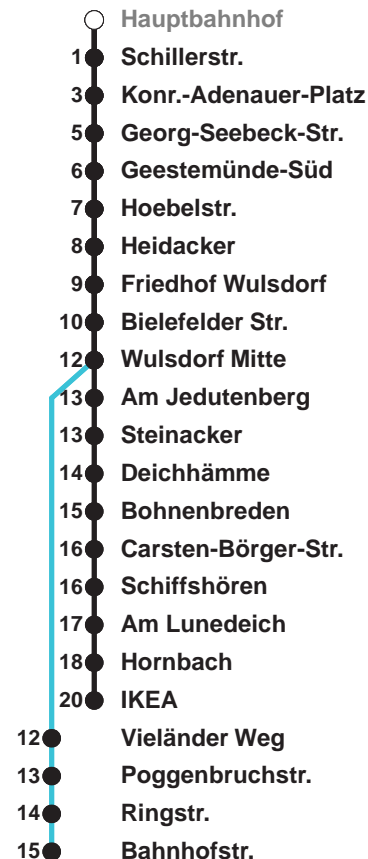 Hauptbahnhof
1 Schillerstr.
3 Konr.-Adenauer-Platz
5 Georg-Seebeck-Str.
6 Geestemünde-Süd
7 Hoebelstr.
8 Heidacker
9 Friedhof Wulsdorf
10 Bielefelder Str.
12 Wulsdorf Mitte
13 Am Jedutenberg
13 Steinacker
14 Deichhämme
15 Bohnenbreden
16 Carsten-Börger-Str.
16 Schiffshören
17 Am Lunedeich
18 Hornbach
20 IKEA
12 Vieländer Weg
13 Poggenbruchstr.
14 Ringstr.
15 Bahnhofstr.